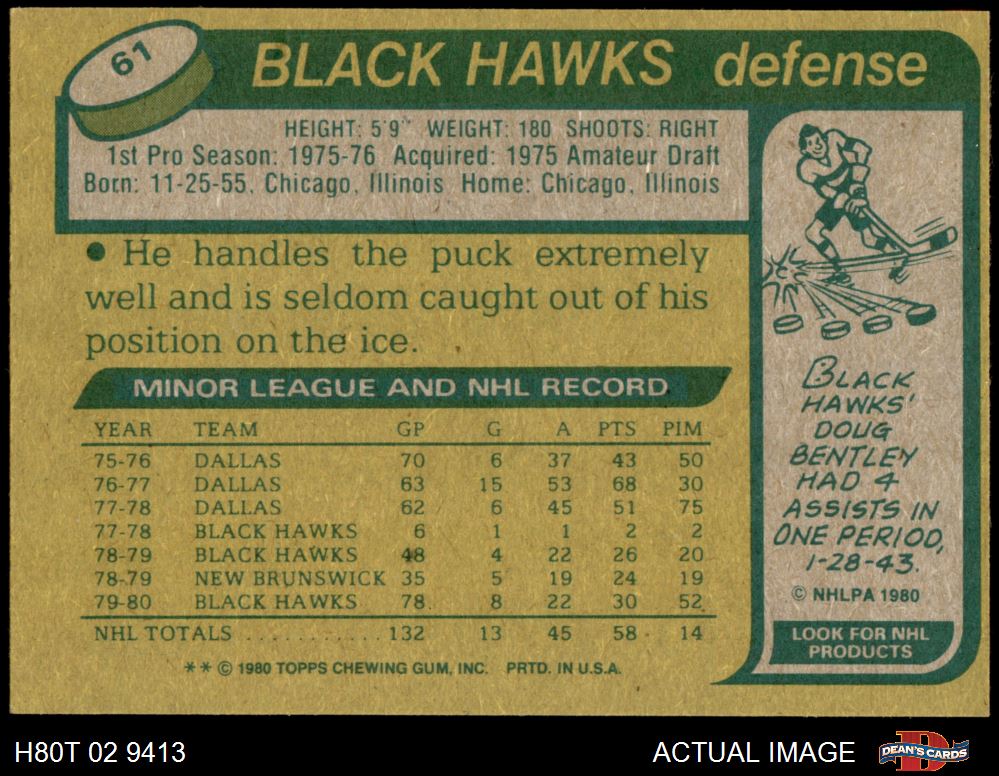 61
BLACK HAWKS defense
HEIGHT: 5'9" WEIGHT: 180 SHOOTS: RIGHT
1st Pro Season: 1975-76 Acquired: 1975 Amateur Draft
Born: 11-25-55, Chicago, Illinois Home: Chicago, Illinois
● He handles the puck extremely
well and is seldom caught out of his
position on the ice.
MINOR LEAGUE AND NHL RECORD
YEAR TEAM GP G A PTS PIM
75-76 DALLAS 70 6 37 43 50
76-77 DALLAS 63 15 53 68 30
77-78 DALLAS 62 6 45 51 75
77-78 BLACK HAWKS 6 1 1 2 2
78-79 BLACK HAWKS 48 4 22 26 20
78-79 NEW BRUNSWICK 35 5 19 24 19
79-80 BLACK HAWKS 78 8 22 30 52
NHL TOTALS .......... 132 13 45 58 14
** © 1980 TOPPS CHEWING GUM, INC. PRTD. IN U.S.A.
BLACK
HAWKS'
DOUG
BENTLEY
HAD 4
ASSISTS IN
ONE PERIOD,
1-28-43.
© NHLPA 1980
LOOK FOR NHL
PRODUCTS
H80T 02 9413
ACTUAL IMAGE
DEAN'S CARDS